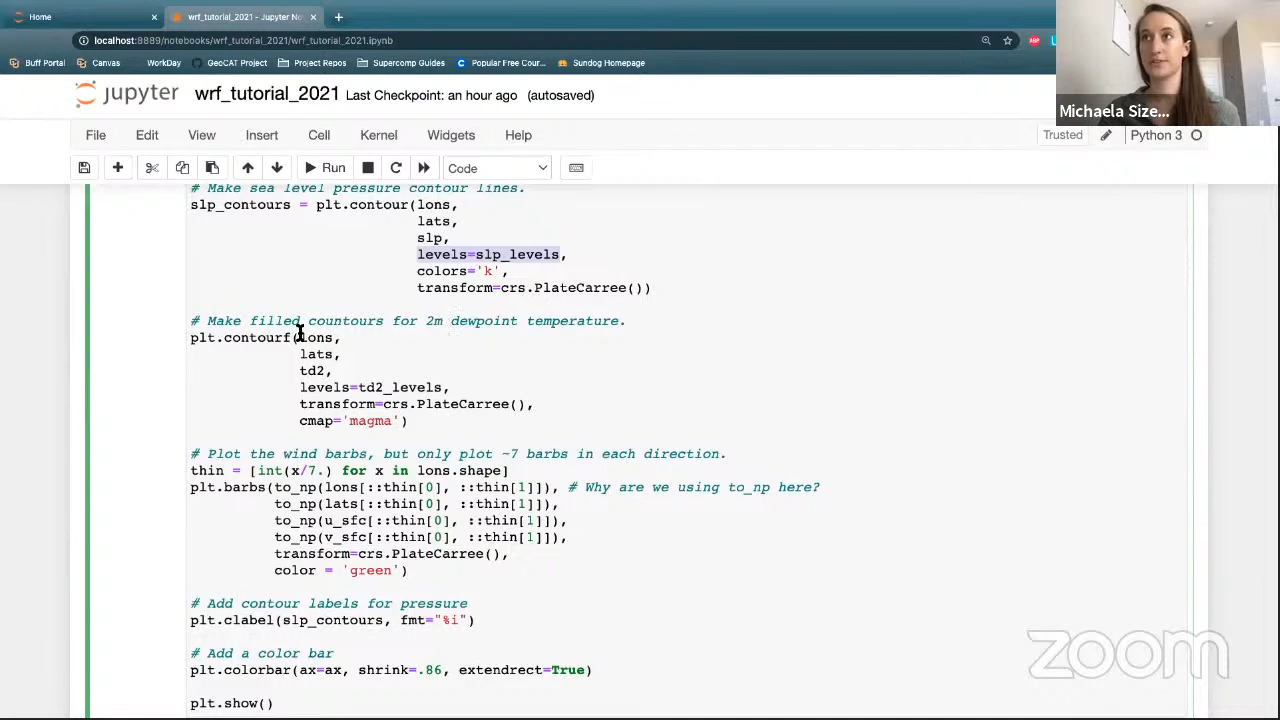 Home
wrf_tutorial_2021 - Jupyter No
localhost:8889/notebooks/wrf_tutorial_2021/wrf_tutorial_2021.ipynb
ABP
Buff Portal Canvas WorkDay GeoCAT Project Project Repos Supercomp Guides Popular Free Cour... Sundog Homepage
jupyter wrf_tutorial_2021 Last Checkpoint: an hour ago (autosaved)
Michaela Size...
File Edit View Insert Cell Kernel Widgets Help Trusted Python 3
Run Code
# Make sea level pressure contour lines.
slp_contours = plt.contour(lons,
lats,
slp,
levels=slp_levels,
colors='k',
transform=crs.PlateCarree())
# Make filled countours for 2m dewpoint temperature.
plt.contourf(lons,
lats,
td2,
levels=td2_levels,
transform=crs.PlateCarree(),
cmap='magma')
# Plot the wind barbs, but only plot ~7 barbs in each direction.
thin = [int(x/7.) for x in lons.shape]
plt.barbs(to_np(lons[::thin[0], ::thin[1]]), # Why are we using to_np here?
to_np(lats[::thin[0], ::thin[1]]),
to_np(u_sfc[::thin[0], ::thin[1]]),
to_np(v_sfc[::thin[0], ::thin[1]]),
transform=crs.PlateCarree(),
color = 'green')
# Add contour labels for pressure
plt.clabel(slp_contours, fmt="%i")
# Add a color bar
plt.colorbar(ax=ax, shrink=.86, extendrect=True)
plt.show()
zoom